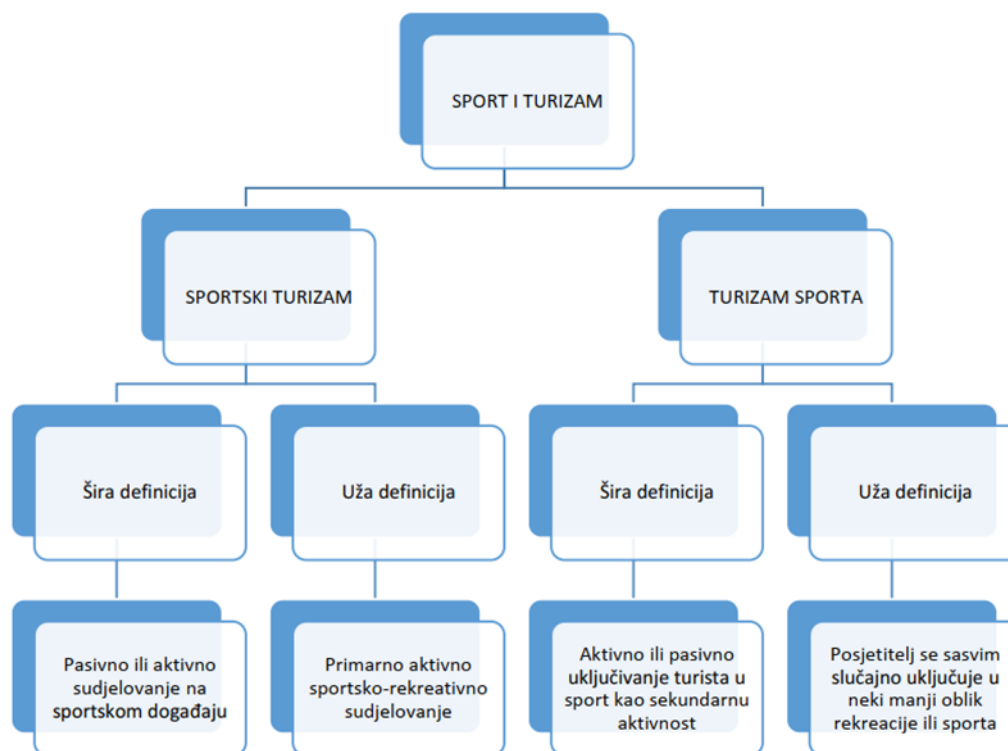 SPORT I TURIZAM
SPORTSKI TURIZAM
TURIZAM SPORTA
Šira definicija
Uža definicija
Šira definicija
Uža definicija
Pasivno ili aktivno
sudjelovanje na
sportskom događaju
Primarno aktivno
sportsko-rekreativno
sudjelovanje
Aktivno ili pasivno
uključivanje turista u
sport kao sekundarnu
aktivnost
Posjetitelj se sasvim
slučajno uključuje u
neki manji oblik
rekreacije ili sporta